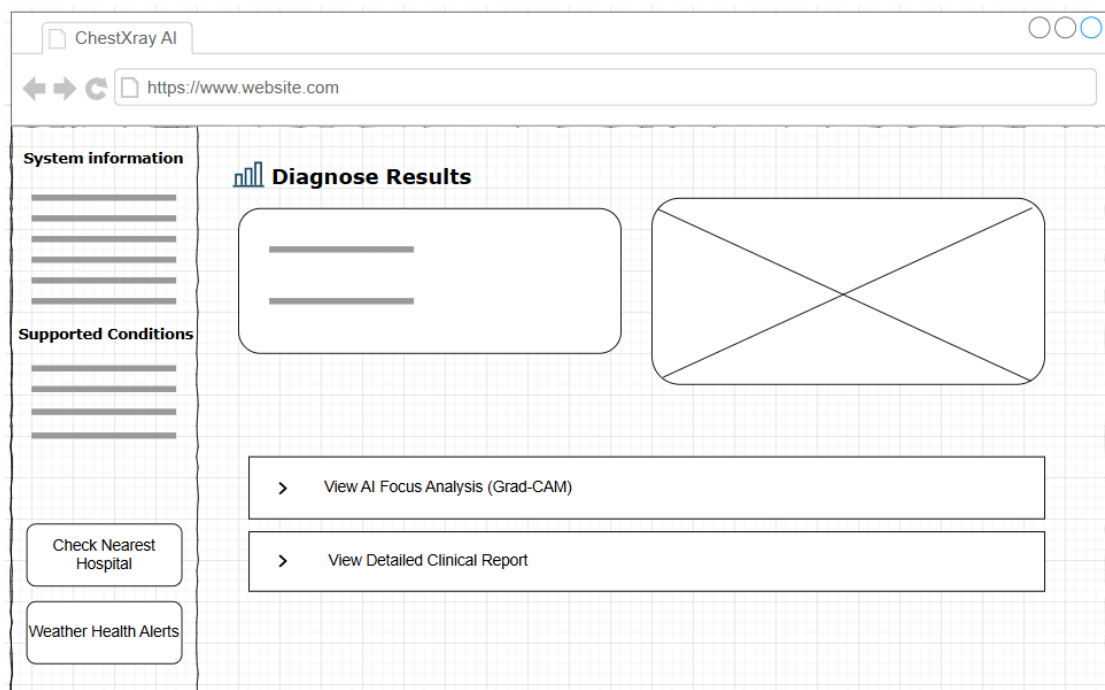 ChestXray AI
https://www.website.com
System information
Diagnose Results
Supported Conditions
View AI Focus Analysis (Grad-CAM)
View Detailed Clinical Report
Check Nearest
Hospital
Weather Health Alerts